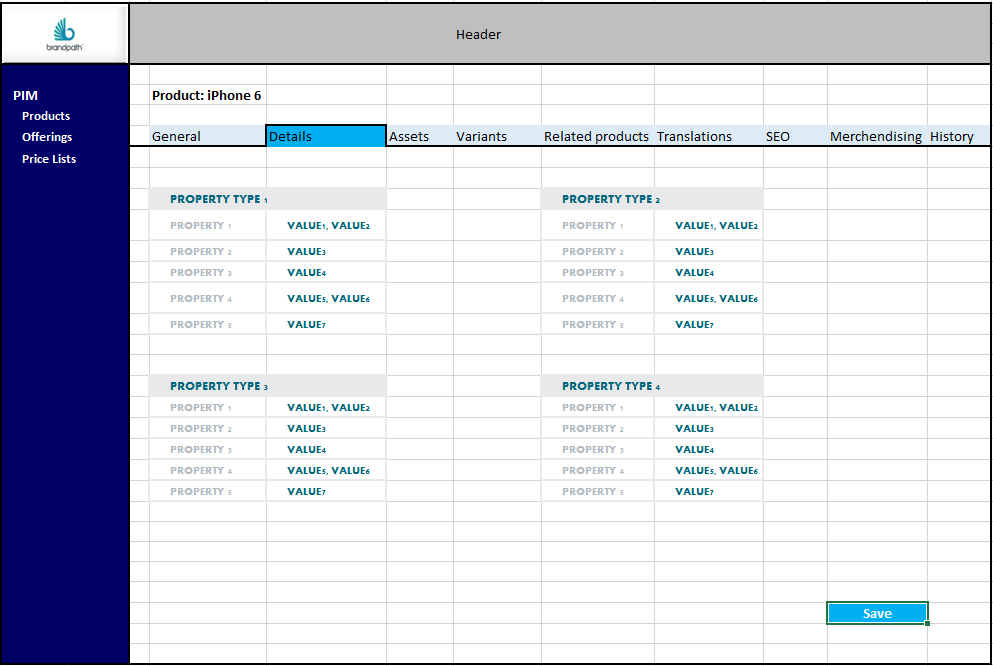 brandpath
Header
PIM
Products
Offerings
Price Lists
Product: iPhone 6
General Details Assets Variants Related products Translations SEO Merchendising History
PROPERTY TYPE 1
PROPERTY 1 VALUE1, VALUE2
PROPERTY 2 VALUE3
PROPERTY 3 VALUE4
PROPERTY 4 VALUE5, VALUE6
PROPERTY 5 VALUE7
PROPERTY TYPE 2
PROPERTY 1 VALUE1, VALUE2
PROPERTY 2 VALUE3
PROPERTY 3 VALUE4
PROPERTY 4 VALUE5, VALUE6
PROPERTY 5 VALUE7
PROPERTY TYPE 3
PROPERTY 1 VALUE1, VALUE2
PROPERTY 2 VALUE3
PROPERTY 3 VALUE4
PROPERTY 4 VALUE5, VALUE6
PROPERTY 5 VALUE7
PROPERTY TYPE 4
PROPERTY 1 VALUE1, VALUE2
PROPERTY 2 VALUE3
PROPERTY 3 VALUE4
PROPERTY 4 VALUE5, VALUE6
PROPERTY 5 VALUE7
Save